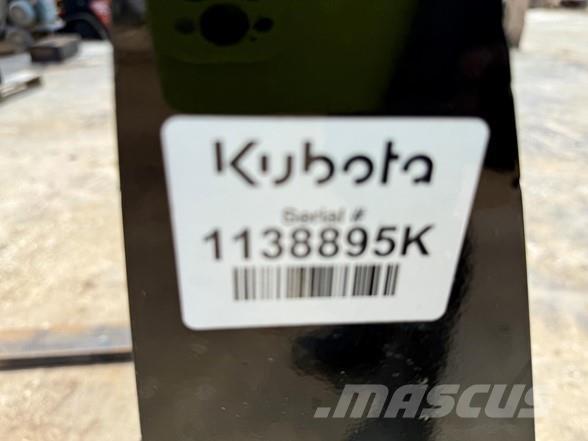 Kubota
Serial #
1138895K
MASCUS